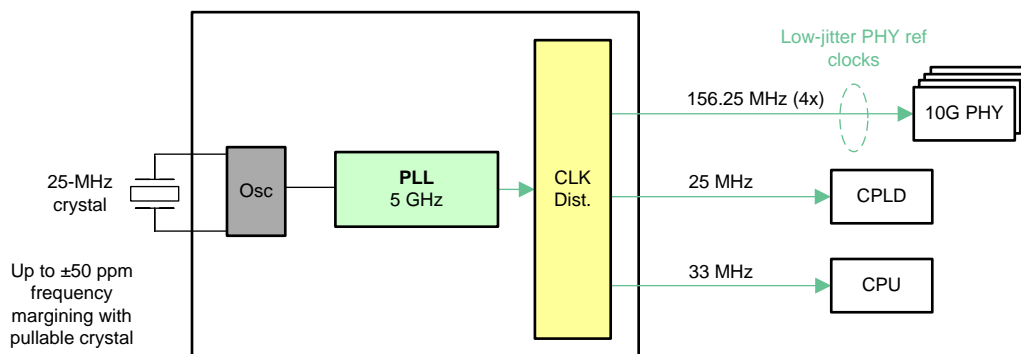 Low-jitter PHY ref
clocks
156.25 MHz (4x)
10G PHY
25-MHz
crystal
Osc
PLL
5 GHz
CLK
Dist.
25 MHz
CPLD
Up to ±50 ppm
frequency
margining with
pullable crystal
33 MHz
CPU